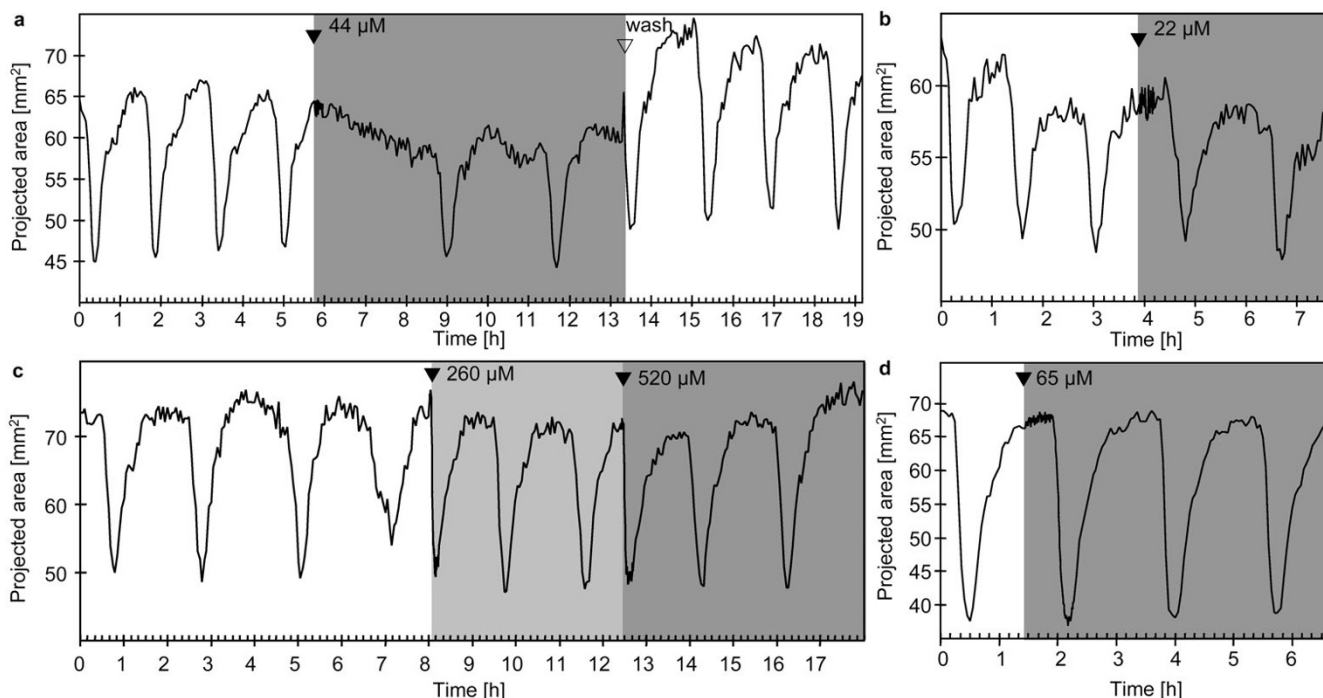 a
44 µM
wash
Projected area [mm²]
70
65
60
55
50
45
0 1 2 3 4 5 6 7 8 9 10 11 12 13 14 15 16 17 18 19
Time [h]
b
22 µM
Projected area [mm²]
60
55
50
0 1 2 3 4 5 6 7
Time [h]
c
260 µM
520 µM
Projected area [mm²]
70
60
50
0 1 2 3 4 5 6 7 8 9 10 11 12 13 14 15 16 17
Time [h]
d
65 µM
Projected area [mm²]
70
65
60
55
50
45
40
35
0 1 2 3 4 5 6
Time [h]